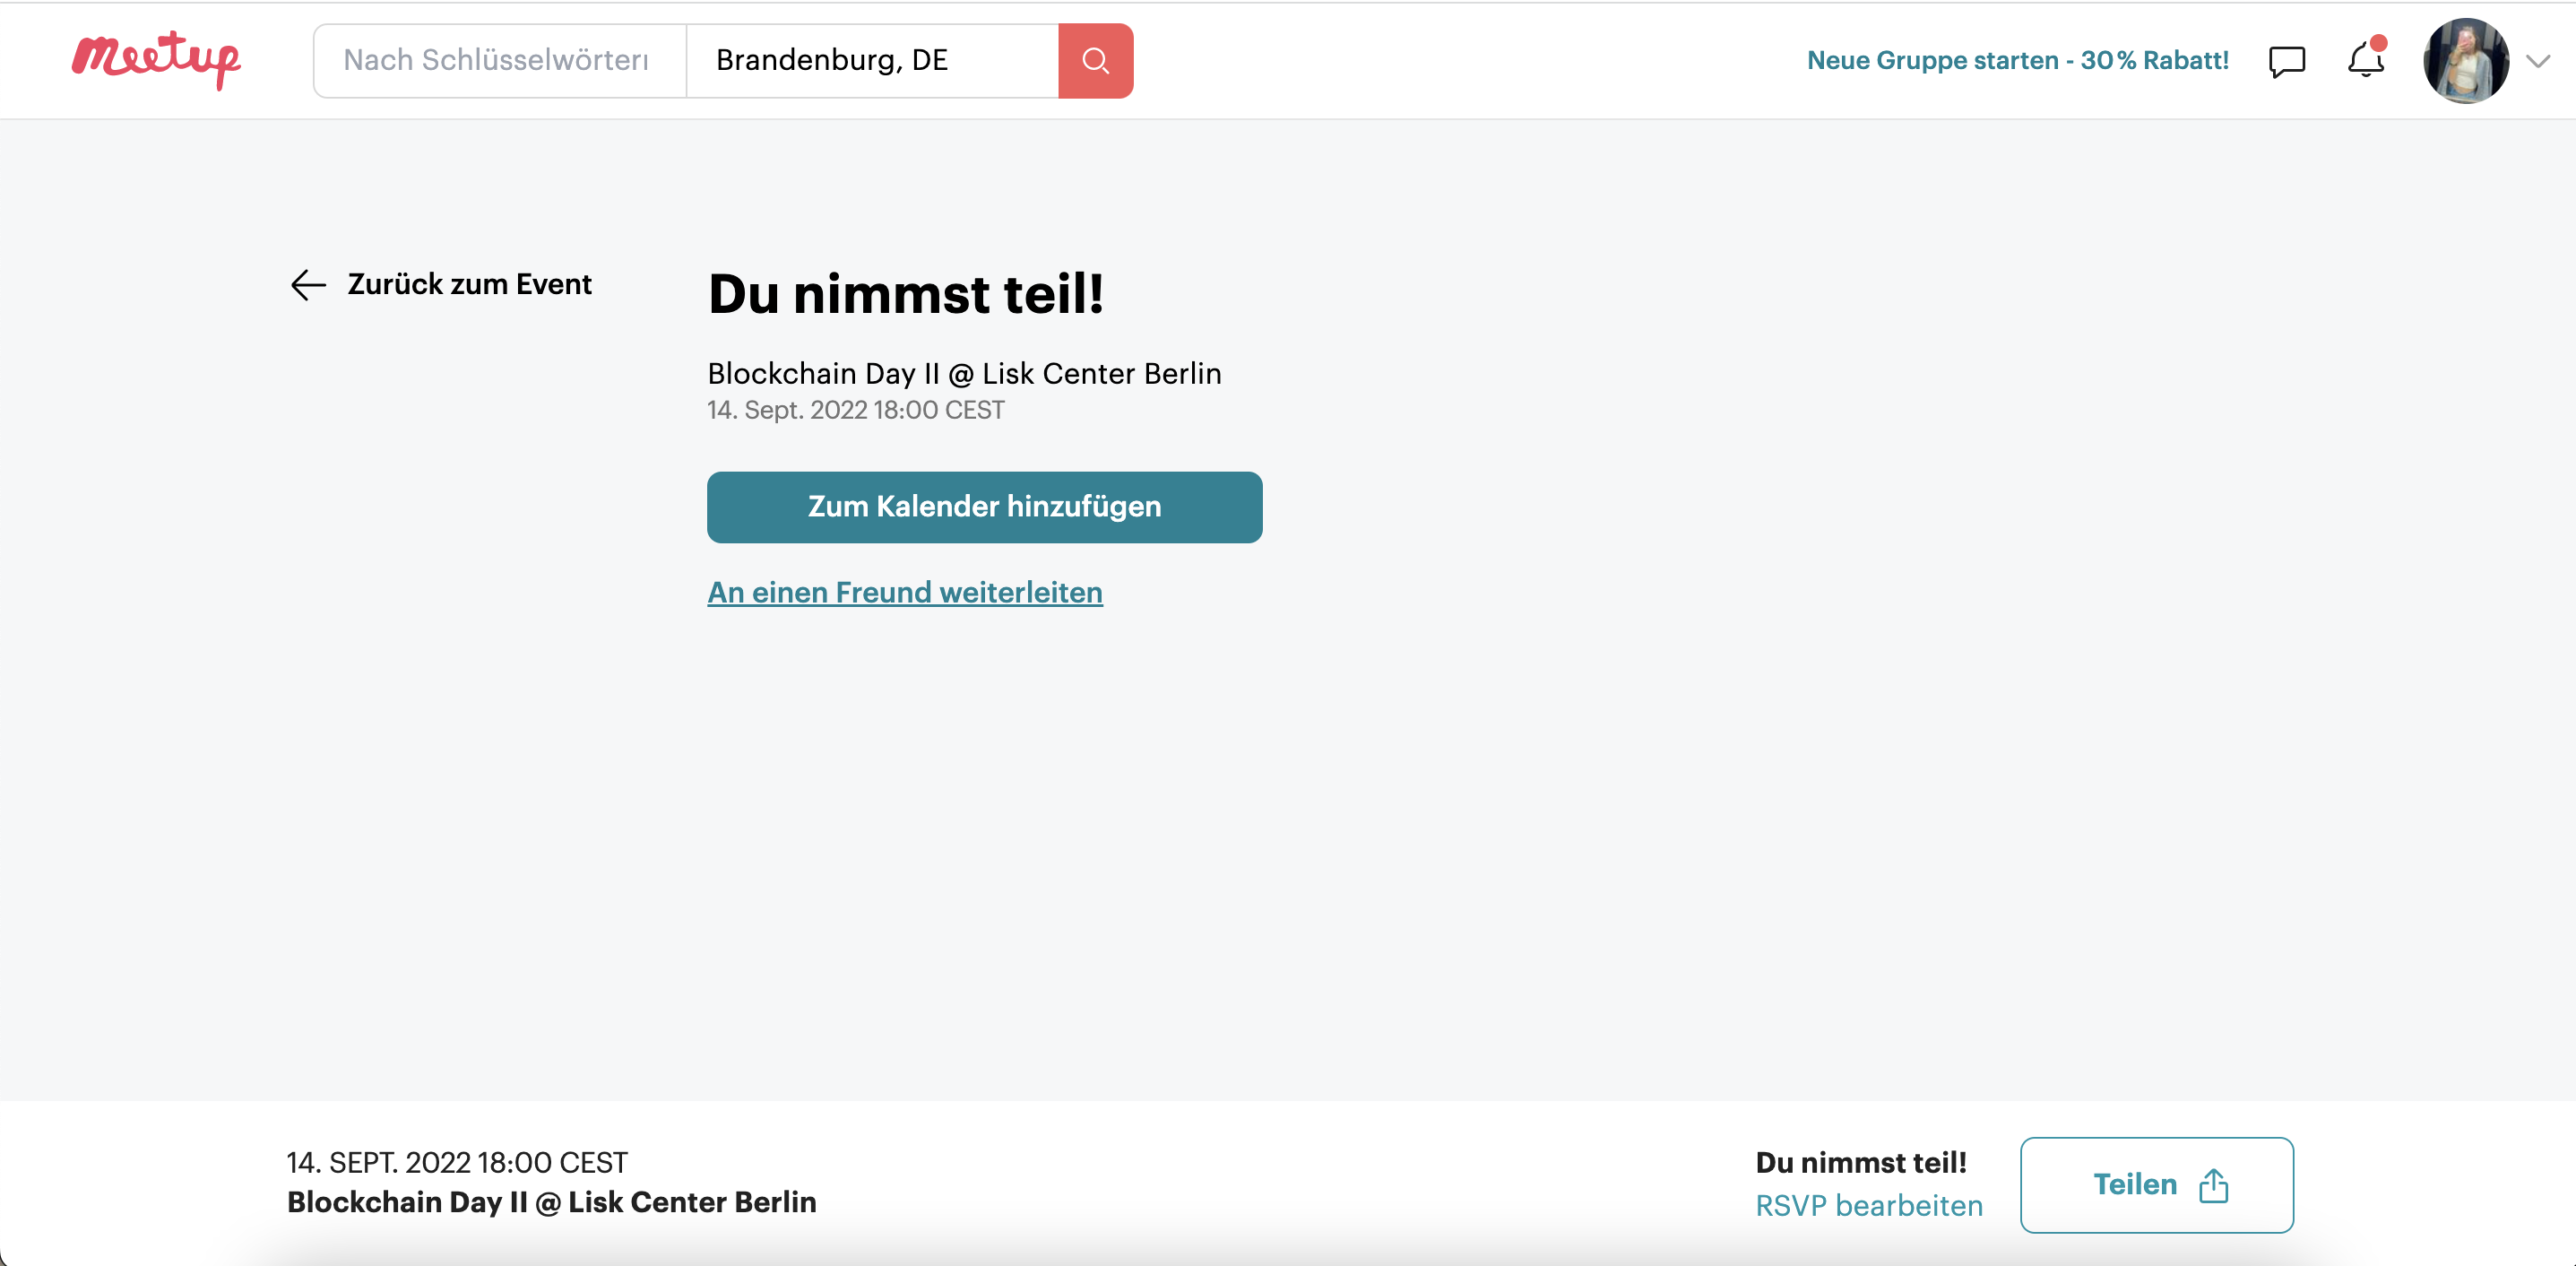 Meetup
Nach Schlüsselwörter
Brandenburg, DE
Neue Gruppe starten - 30% Rabatt!
Zurück zum Event
Du nimmst teil!
Blockchain Day II @ Lisk Center Berlin
14. Sept. 2022 18:00 CEST
Zum Kalender hinzufügen
An einen Freund weiterleiten
14. SEPT. 2022 18:00 CEST
Blockchain Day II @ Lisk Center Berlin
Du nimmst teil!
RSVP bearbeiten
Teilen